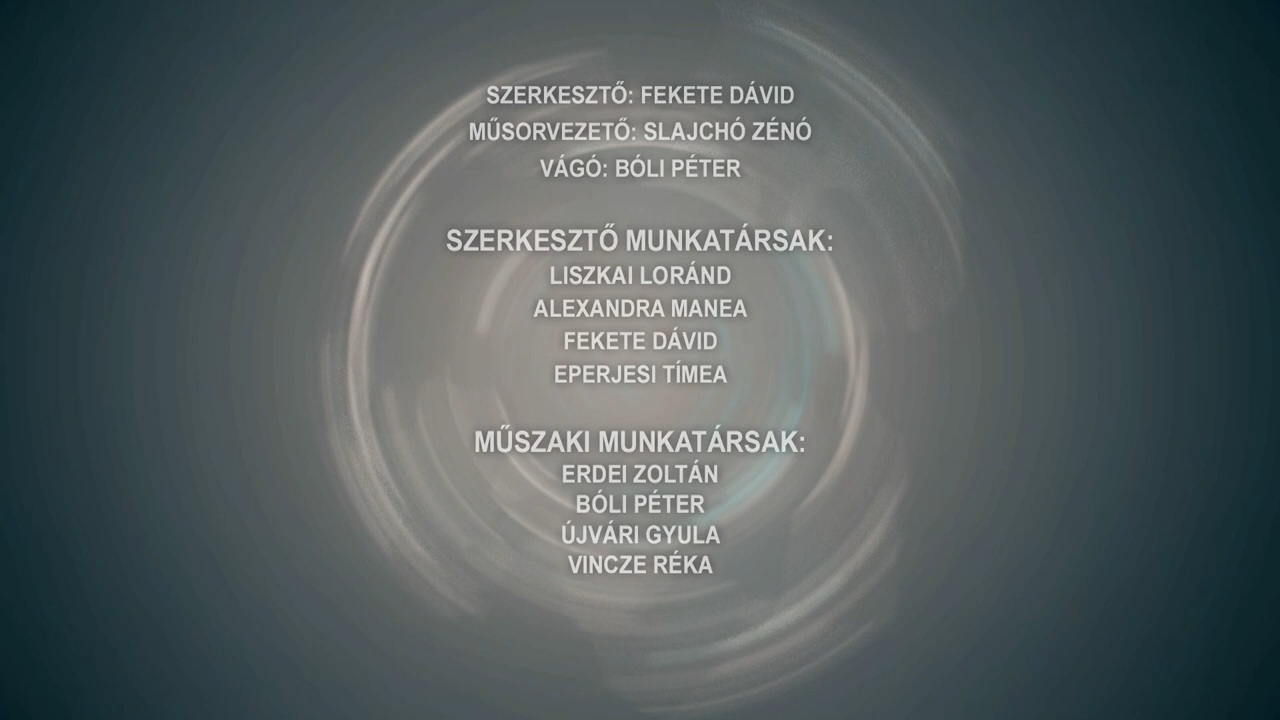 SZERKESZTŐ: FEKETE DÁVID
MŰSORVEZETŐ: SLAJCHÓ ZÉNÓ
VÁGÓ: BÓLI PÉTER
SZERKESZTŐ MUNKATÁRSAK:
LISZKAI LORÁND
ALEXANDRA MANEA
FEKETE DÁVID
EPERJESI TÍMEA
MŰSZAKI MUNKATÁRSAK:
ERDEI ZOLTÁN
BÓLI PÉTER
ÚJVÁRI GYULA
VINCZE RÉKA